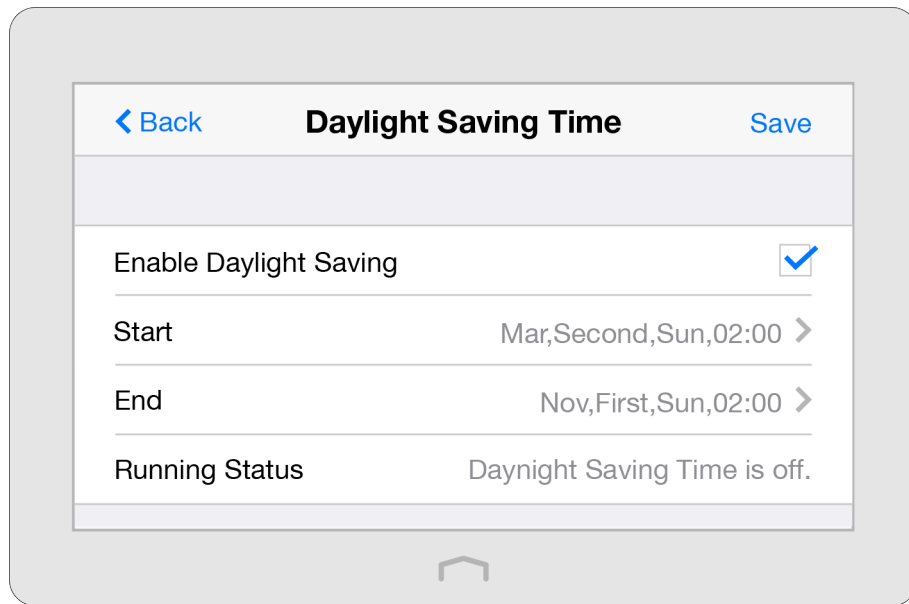 Back Daylight Saving Time Save
Enable Daylight Saving
Start Mar,Second,Sun,02:00
End Nov,First,Sun,02:00
Running Status Daynight Saving Time is off.